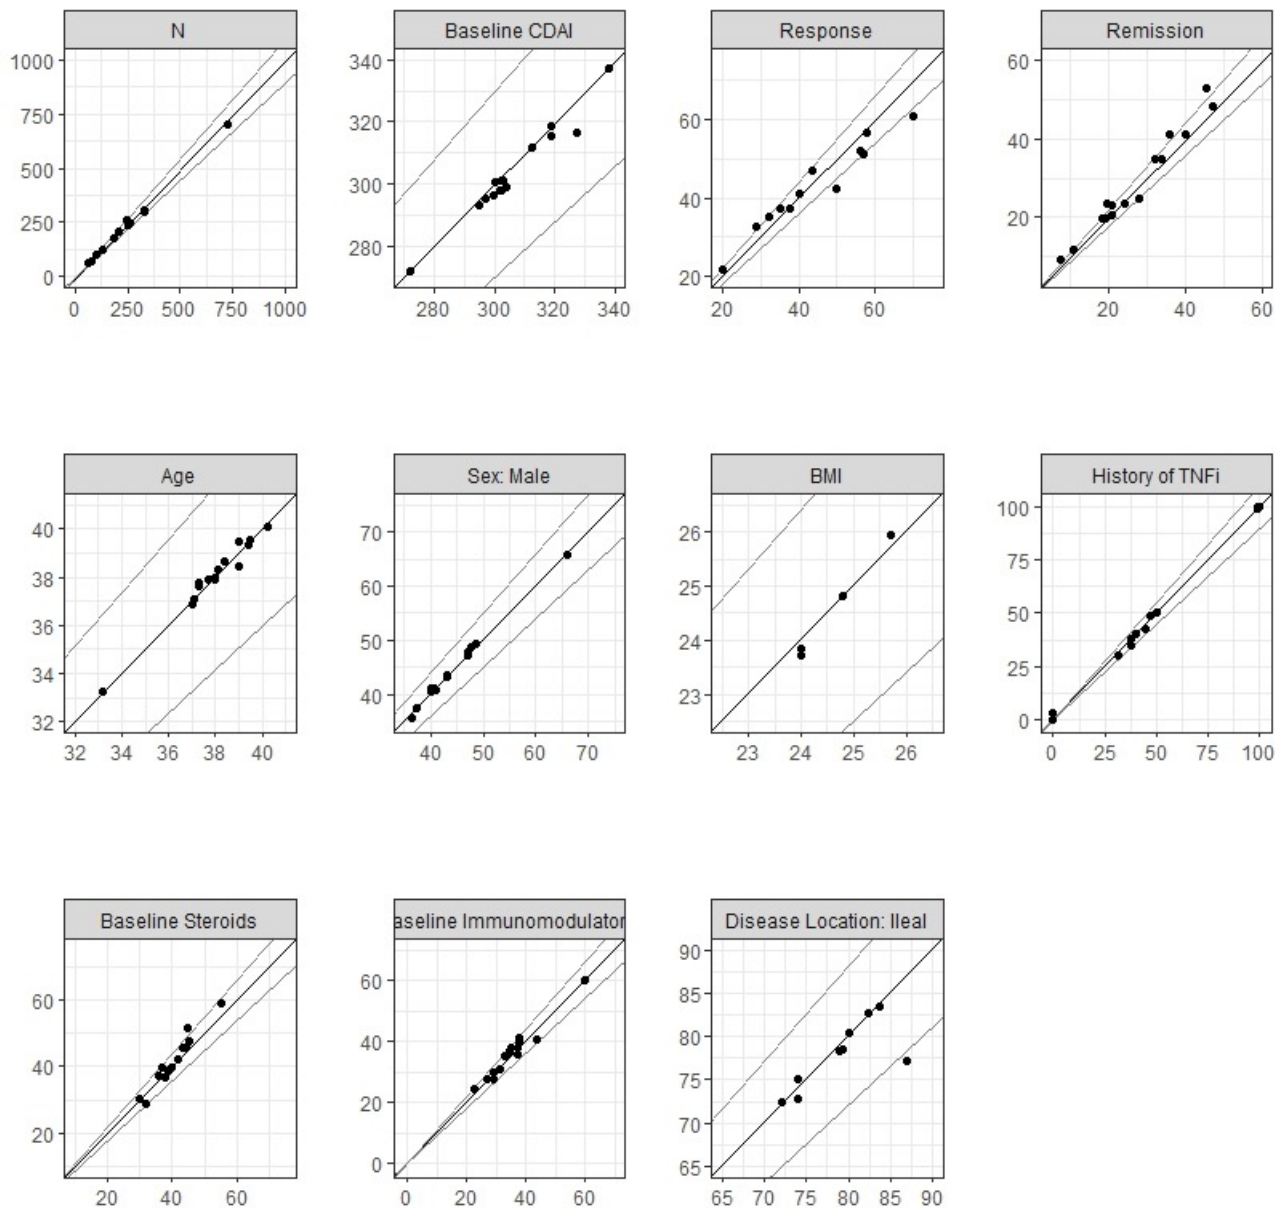 N
Baseline CDAI
Response
Remission
1000
750
500
250
0
0 250 500 750 1000
340
320
300
280
280 300 320 340
60
40
20
20 40 60
60
40
20
20 40 60
Age
Sex: Male
BMI
History of TNFi
40
38
36
34
32
32 34 36 38 40
70
60
50
40
40 50 60 70
26
25
24
23
23 24 25 26
100
75
50
25
0
0 25 50 75 100
Baseline Steroids
aseline Immunomodulator
Disease Location: Ileal
60
40
20
20 40 60
60
40
20
0
0 20 40 60
90
85
80
75
70
65
65 70 75 80 85 90